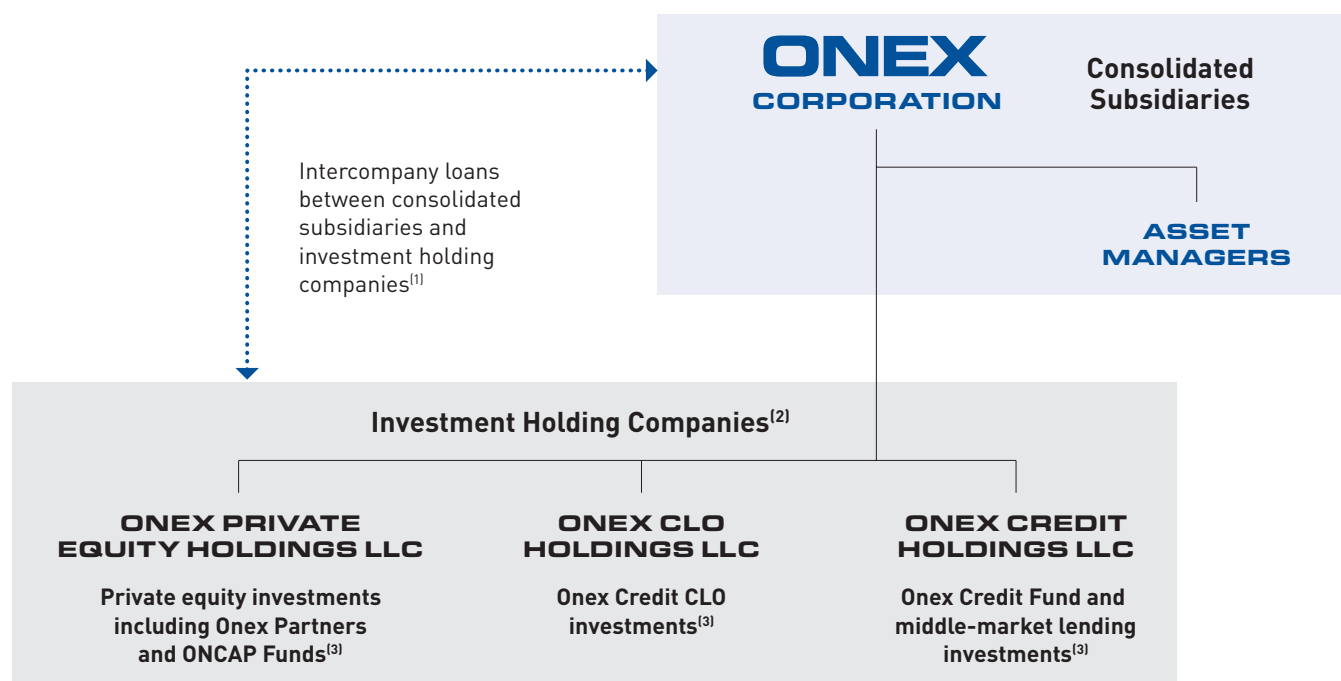 ONEX
CORPORATION
Consolidated
Subsidiaries
Intercompany loans
between consolidated
subsidiaries and
investment holding
companies(1)
ASSET
MANAGERS
Investment Holding Companies(2)
ONEX PRIVATE
EQUITY HOLDINGS LLC
Private equity investments
including Onex Partners
and ONCAP Funds(3)
ONEX CLO
HOLDINGS LLC
Onex Credit CLO
investments(3)
ONEX CREDIT
HOLDINGS LLC
Onex Credit Fund and
middle-market lending
investments(3)